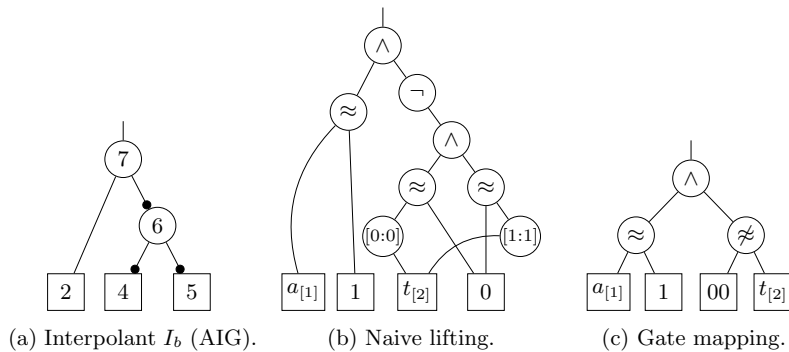 ∧
≈ ¬
7 ∧ ∧
6 ≈ ≈ ≈ ≉
[0:0] [1:1]
2 4 5 a[1] 1 t[2] 0 a[1] 1 00 t[2]
(a) Interpolant I_b (AIG). (b) Naive lifting. (c) Gate mapping.